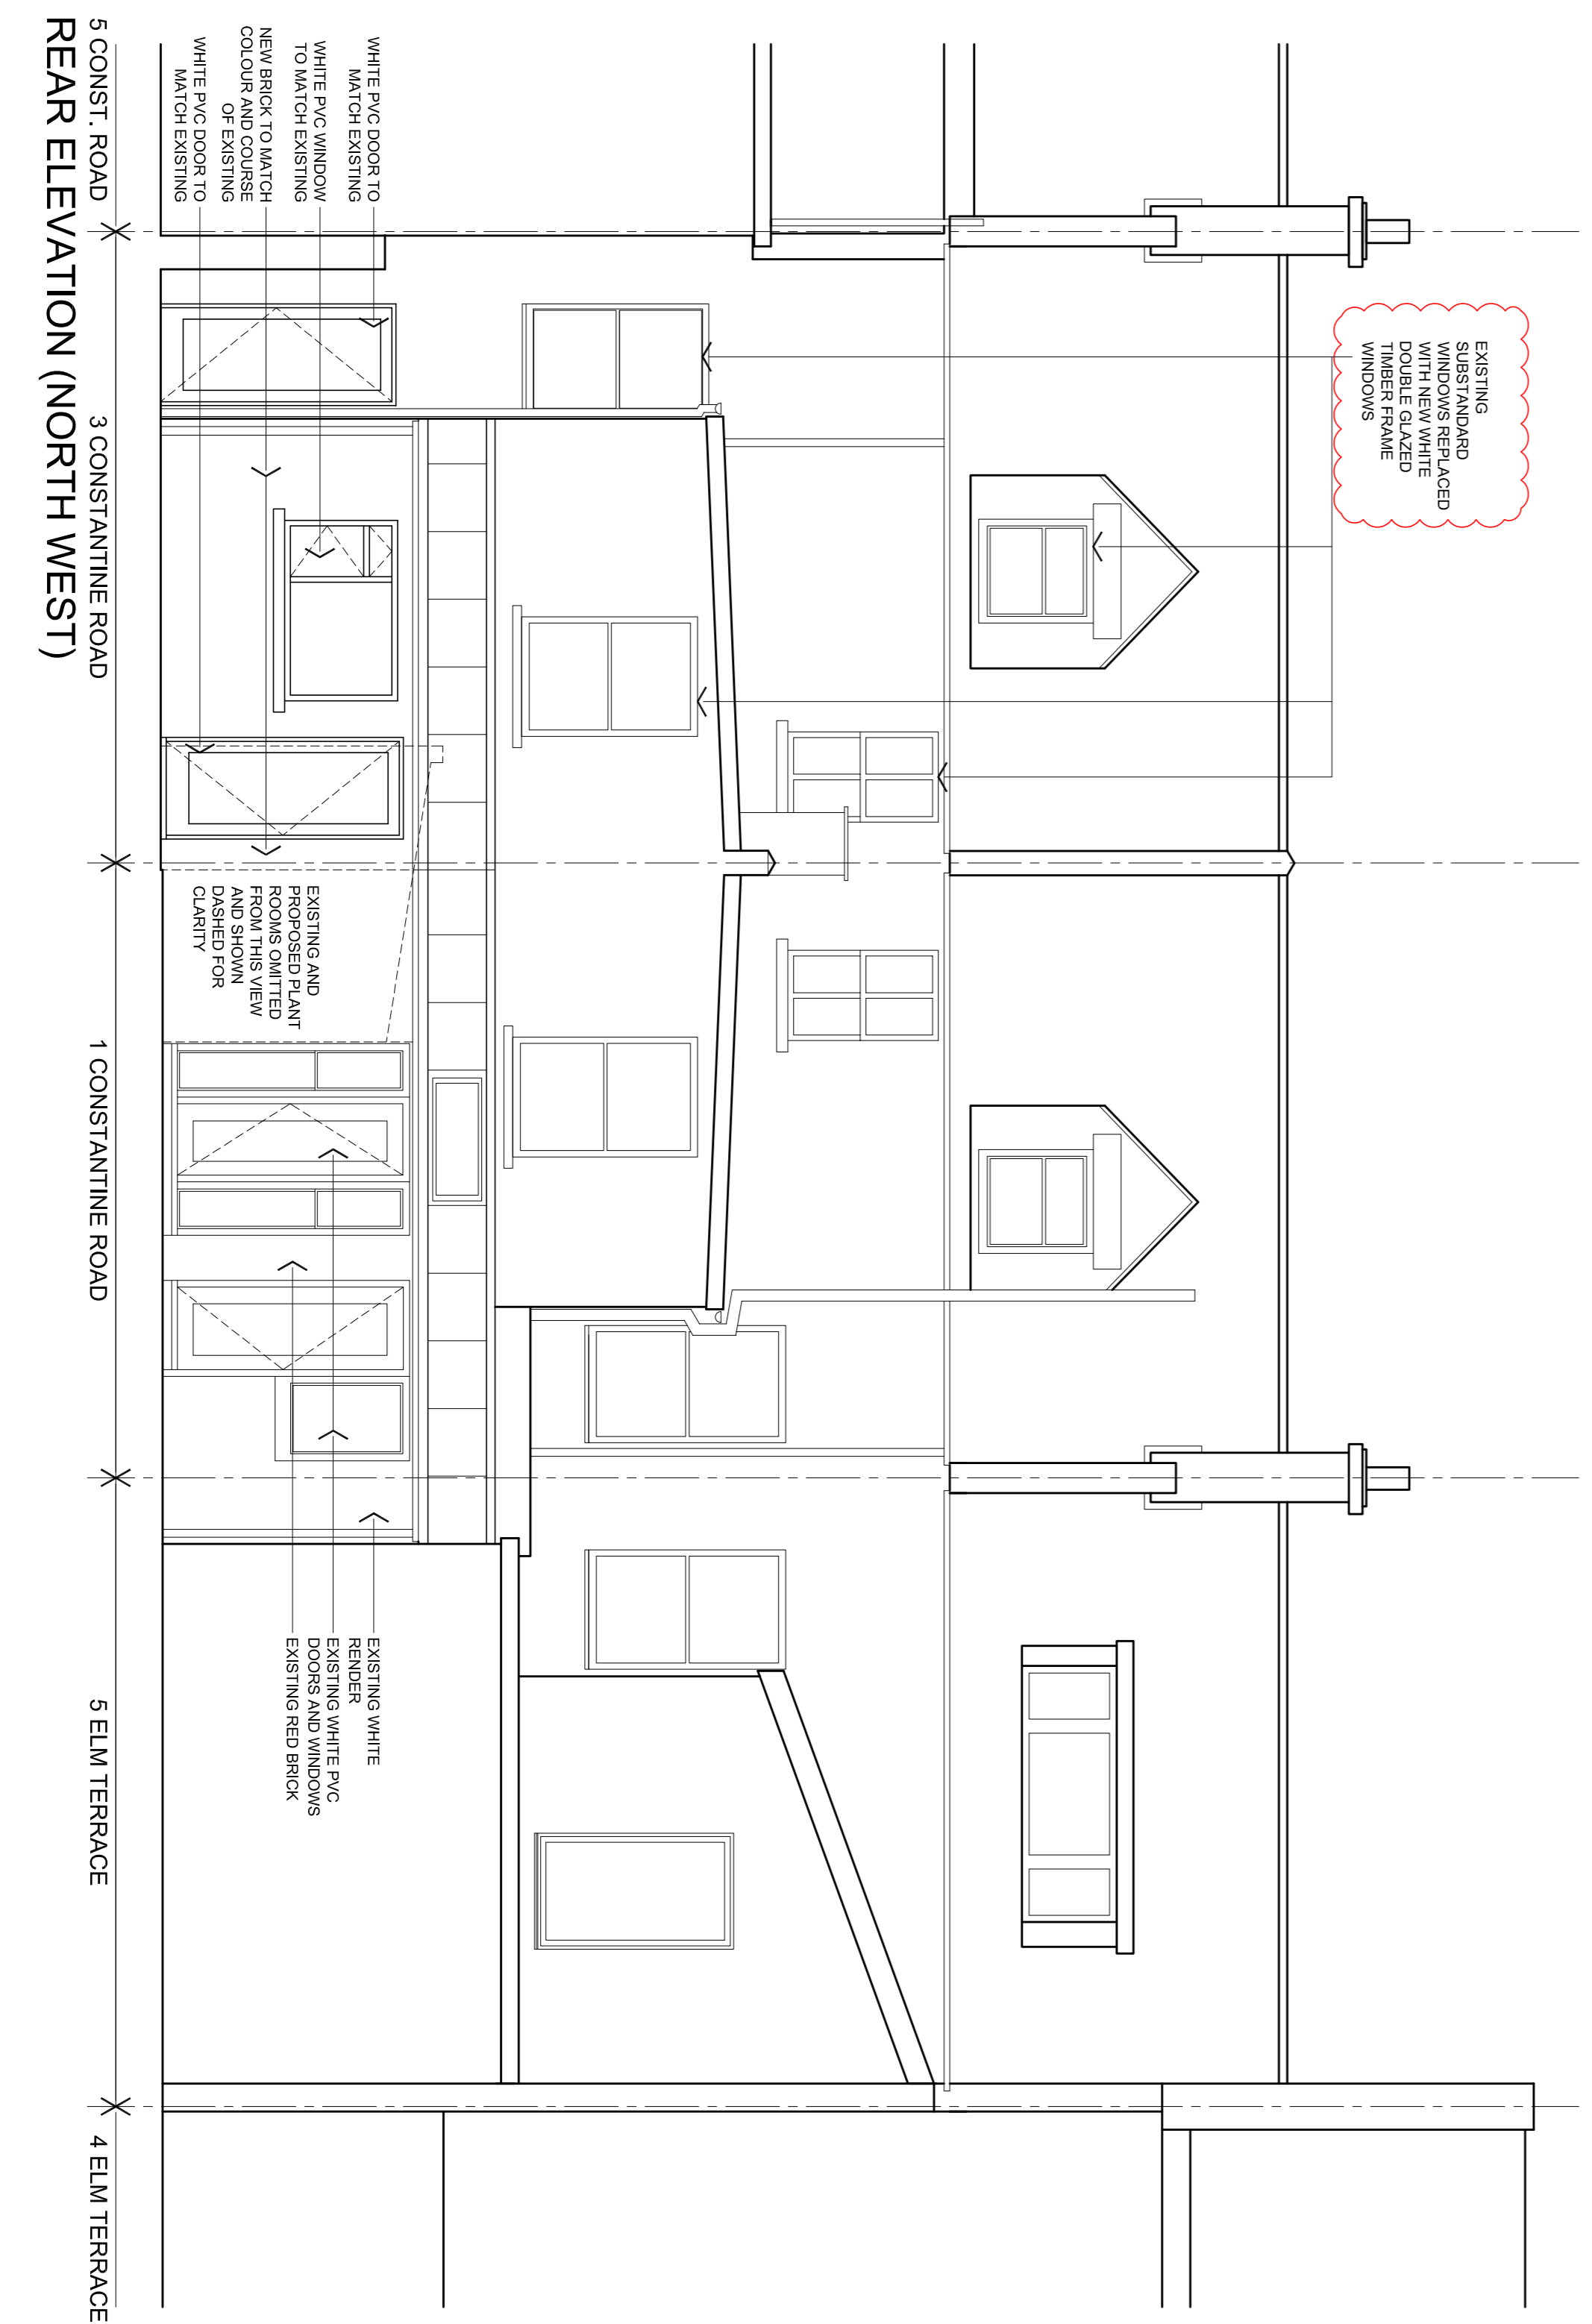 EXISTING
SUBSTANDARD
WINDOWS REPLACED
WITH NEW WHITE
DOUBLE GLAZED
TIMBER FRAME
WINDOWS
WHITE PVC DOOR TO
MATCH EXISTING
WHITE PVC WINDOW
TO MATCH EXISTING
NEW BRICK TO MATCH
COLOUR AND COURSE
OF EXISTING
WHITE PVC DOOR TO
MATCH EXISTING
EXISTING AND
PROPOSED PLANT
ROOMS OMITTED
FROM THIS VIEW
AND SHOWN
DASHED FOR
CLARITY
EXISTING WHITE
RENDER
EXISTING WHITE PVC
DOORS AND WINDOWS
EXISTING RED BRICK
5 CONST. ROAD
3 CONSTANTINE ROAD
1 CONSTANTINE ROAD
5 ELM TERRACE
4 ELM TERRACE
REAR ELEVATION (NORTH WEST)